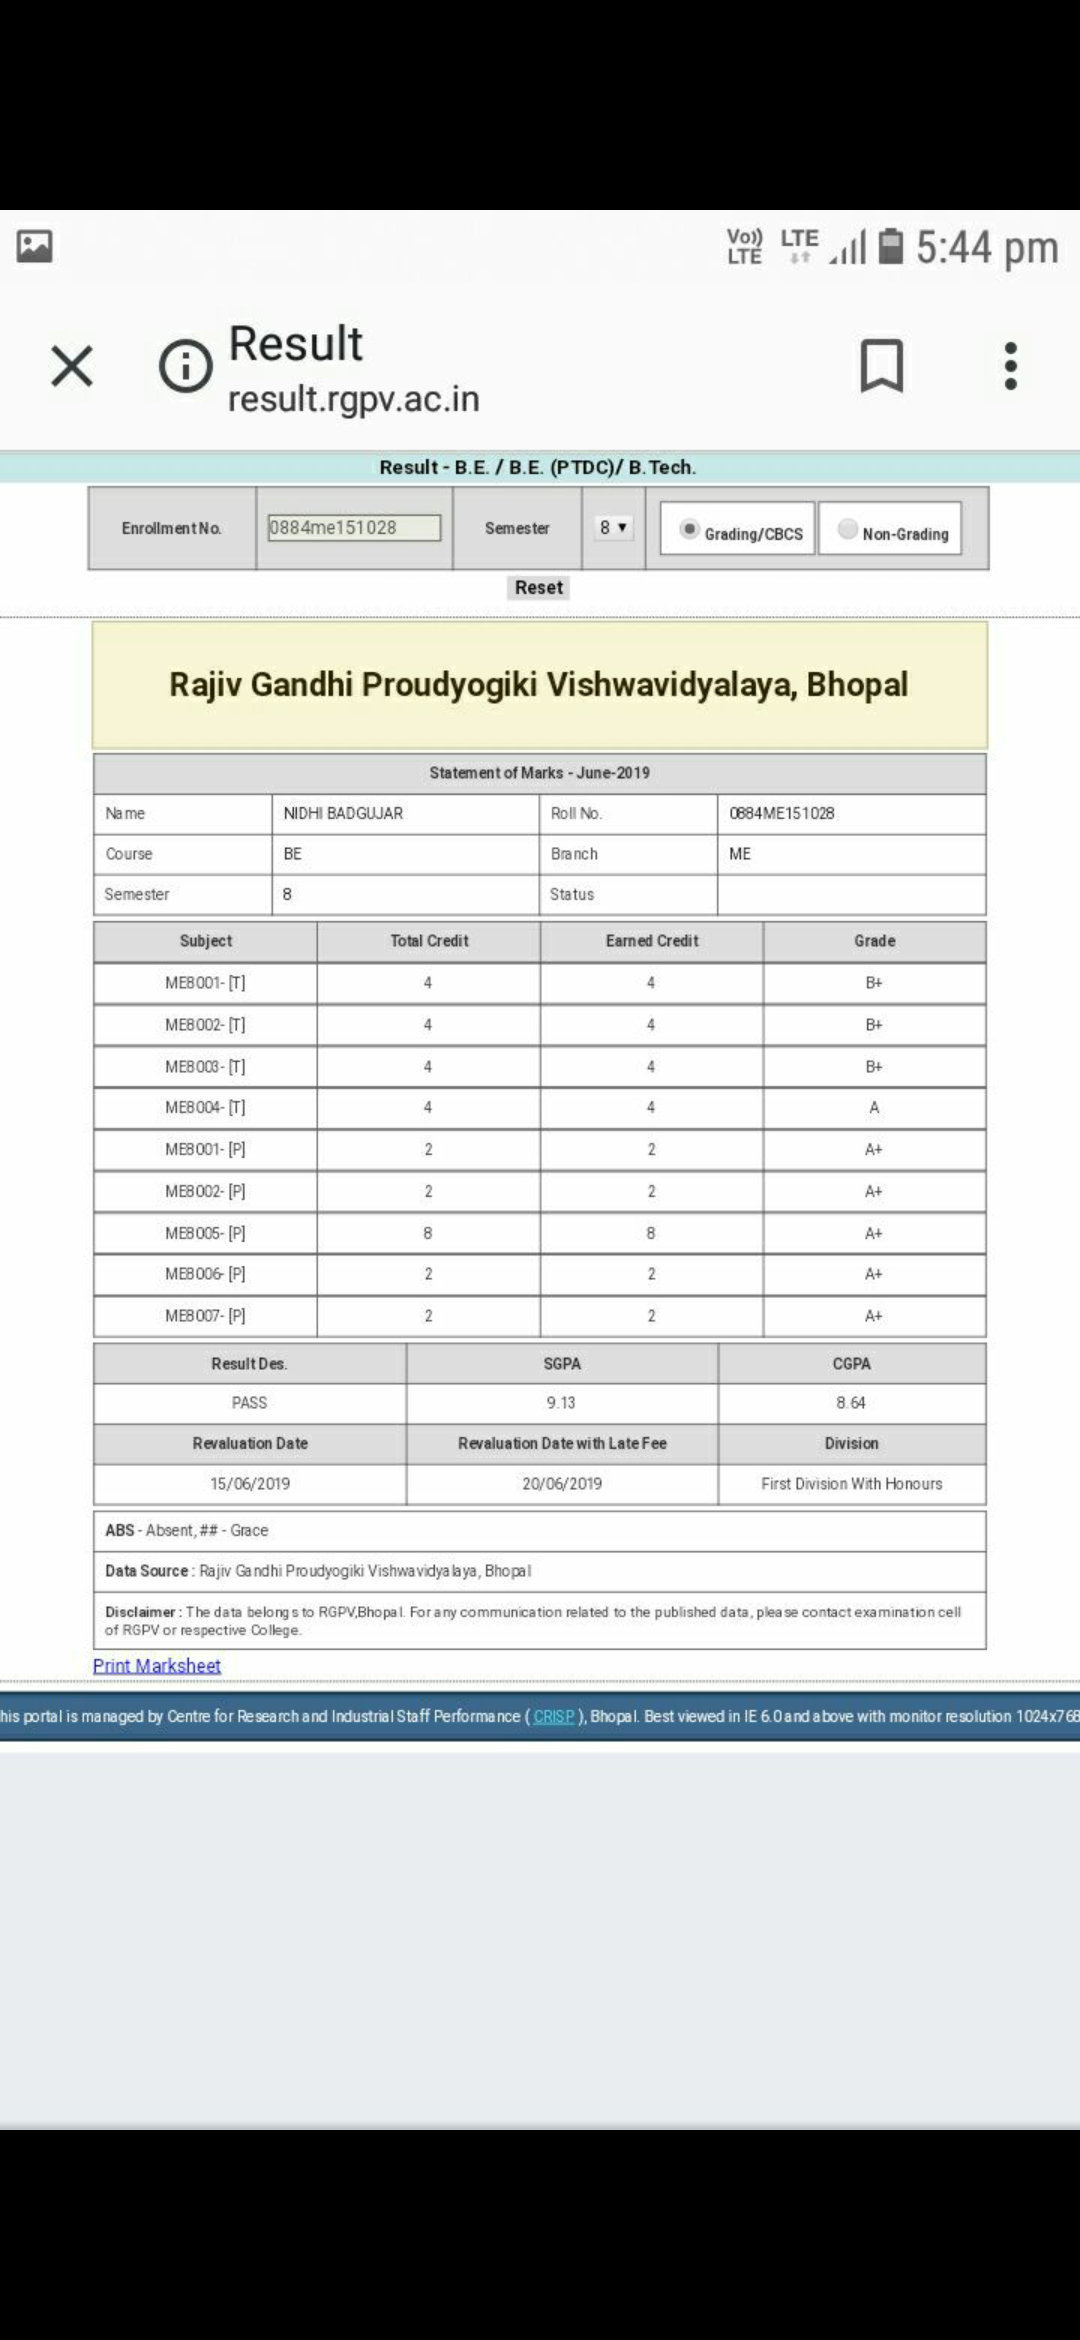 Vo)) LTE LTE 5:44 pm
Result
result.rgpv.ac.in
Result - B.E. / B.E. (PTDC)/ B.Tech.
Enrollment No. 0884me151028 Semester 8 Grading/CBCS Non-Grading
Reset
Rajiv Gandhi Proudyogiki Vishwavidyalaya, Bhopal
Statement of Marks - June-2019
Name NIDHI BADGUJAR Roll No. 0884ME151028
Course BE Branch ME
Semester 8 Status
Subject Total Credit Earned Credit Grade
ME8001- [T] 4 4 B+
ME8002- [T] 4 4 B+
ME8003- [T] 4 4 B+
ME8004- [T] 4 4 A
ME8001- [P] 2 2 A+
ME8002- [P] 2 2 A+
ME8005- [P] 8 8 A+
ME8006- [P] 2 2 A+
ME8007- [P] 2 2 A+
Result Des. SGPA CGPA
PASS 9.13 8.64
Revaluation Date Revaluation Date with Late Fee Division
15/06/2019 20/06/2019 First Division With Honours
ABS - Absent, ## - Grace
Data Source : Rajiv Gandhi Proudyogiki Vishwavidyalaya, Bhopal
Disclaimer : The data belongs to RGPV,Bhopal. For any communication related to the published data, please contact examination cell
of RGPV or respective College.
Print Marksheet
his portal is managed by Centre for Research and Industrial Staff Performance ( CRISP ), Bhopal. Best viewed in IE 6.0 and above with monitor resolution 1024x768